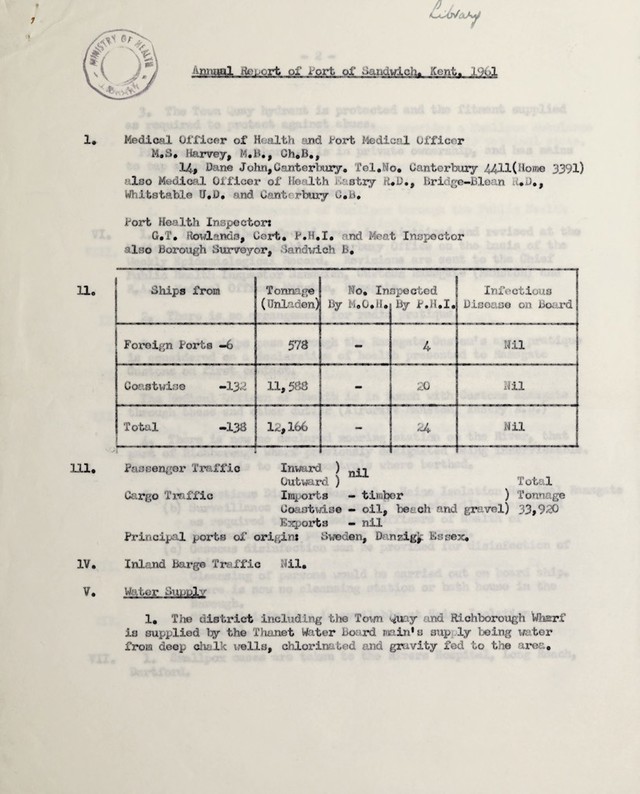 Library
MINISTRY OF HEALTH
Annual Report of Port of Sandwich, Kent, 1961
1. Medical Officer of Health and Port Medical Officer
M.S. Harvey, M.B., Ch.B.,
14, Dane John,Canterbury. Tel.No. Canterbury 4411(Home 3391)
also Medical Officer of Health Eastry R.D., Bridge-Blean R.D.,
Whitstable U.D. and Canterbury C.B.
Port Health Inspector:
G.T. Rowlands, Cert. P.H.I. and Meat Inspector
also Borough Surveyor, Sandwich B.
11. Ships from Tonnage No. Inspected Infectious
(Unladen) By M.O.H. By P.H.I. Disease on Board
Foreign Ports -6 578 - 4 Nil
Coastwise -132 11,588 - 20 Nil
Total -138 12,166 - 24 Nil
111. Passenger Traffic Inward ) nil
Outward ) Total
Cargo Traffic Imports - timber ) Tonnage
Coastwise - oil, beach and gravel) 33,920
Exports - nil
Principal ports of origin: Sweden, Danzig, Essex.
1V. Inland Barge Traffic Nil.
V. Water Supply
1. The district including the Town Quay and Richborough Wharf
is supplied by the Thanet Water Board main's supply being water
from deep chalk wells, chlorinated and gravity fed to the area.